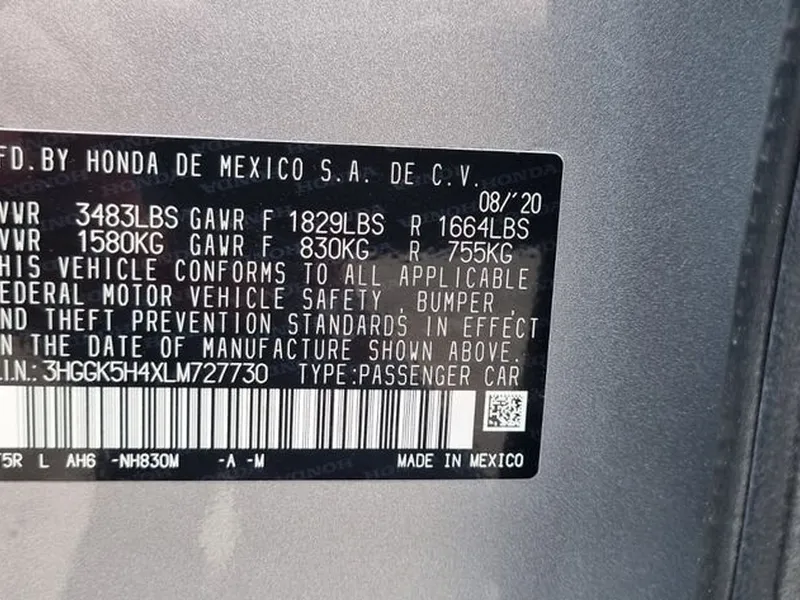 FD.BY HONDA DE MEXICO S.A. DE C.V.
08/'20
VWR 3483LBS GAWR F 1829LBS R 1664LBS
VWR 1580KG GAWR F 830KG R 755KG
HIS VEHICLE CONFORMS TO ALL APPLICABLE
EDERAL MOTOR VEHICLE SAFETY , BUMPER ,
ND THEFT PREVENTION STANDARDS IN EFFECT
N THE DATE OF MANUFACTURE SHOWN ABOVE.
.I.N.: 3HGGK5H4XLM727730 TYPE:PASSENGER CAR
T5R L AH6 -NH830M -A -M MADE IN MEXICO